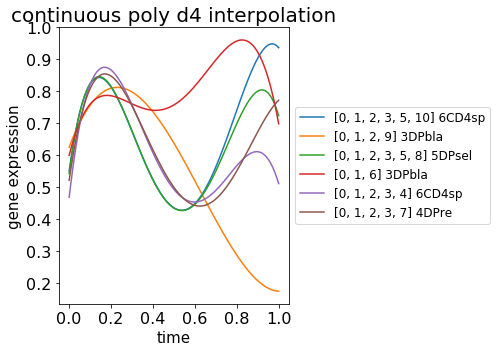 continuous poly d4 interpolation
1.0
0.9
0.8
0.7
0.6
0.5
0.4
0.3
0.2
gene expression
0.0 0.2 0.4 0.6 0.8 1.0
time
[0, 1, 2, 3, 5, 10] 6CD4sp
[0, 1, 2, 9] 3DPbla
[0, 1, 2, 3, 5, 8] 5DPsel
[0, 1, 6] 3DPbla
[0, 1, 2, 3, 4] 6CD4sp
[0, 1, 2, 3, 7] 4DPre